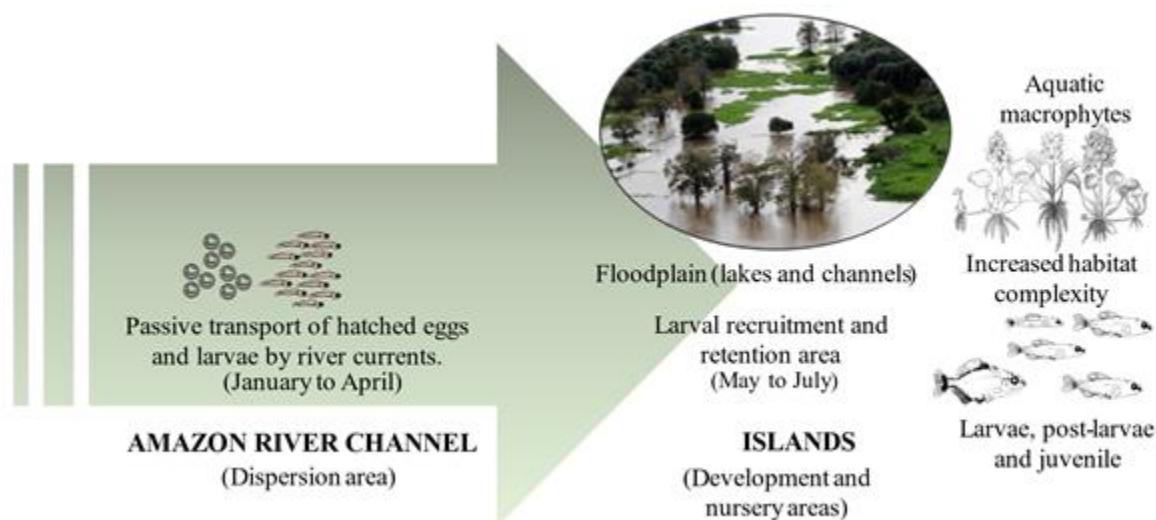 Passive transport of hatched eggs
and larvae by river currents.
(January to April)
AMAZON RIVER CHANNEL
(Dispersion area)
Floodplain (lakes and channels)
Larval recruitment and
retention area
(May to July)
ISLANDS
(Development and
nursery areas)
Aquatic
macrophytes
Increased habitat
complexity
Larvae, post-larvae
and juvenile